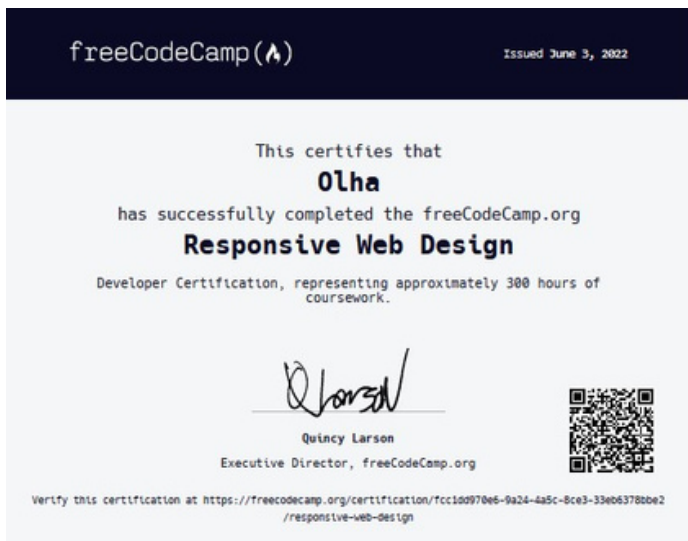 freeCodeCamp(🔥)
Issued June 3, 2022
This certifies that
Olha
has successfully completed the freeCodeCamp.org
Responsive Web Design
Developer Certification, representing approximately 300 hours of
coursework.
Q Larson
Quincy Larson
Executive Director, freeCodeCamp.org
Verify this certification at https://freecodecamp.org/certification/fcc1dd970e6-9a24-4a5c-8ce3-33eb6378bbe2
/responsive-web-design